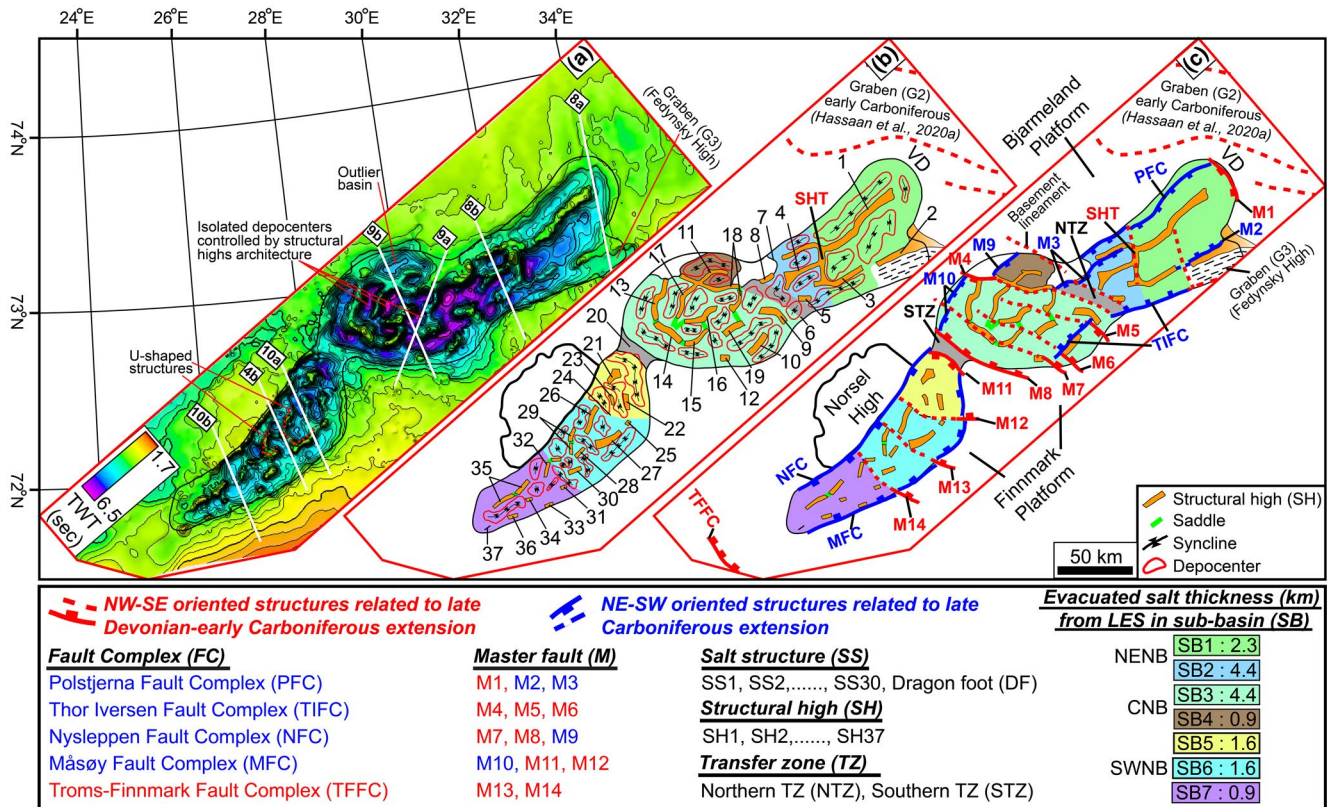 24°E 26°E 28°E 30°E 32°E 34°E
74°N
73°N
72°N
(a)
8a
Graben (G3)
(Fedynsky High)
Outlier
basin
8b
9b
9a
Isolated depocenters
controlled by structural
highs architecture
U-shaped
structures
10a
4b
10b
1.7
6.5
TWT
(sec)
(b)
Graben (G2)
early Carboniferous
(Hassaan et al., 2020a)
VD
SHT
1
2
3
4
5
6
7
8
9
10
11
12
13
14
15
16
17
18
19
20
21
22
23
24
25
26
27
28
29
30
31
32
33
34
35
36
37
(c)
Graben (G2)
early Carboniferous
(Hassaan et al., 2020a)
Bjarmeland
Platform
VD
PFC
Basement
lineament
SHT
NTZ
M1
M2
M3
M9
M4
M10
Graben (G3)
(Fedynsky High)
STZ
M5
TIFC
M6
M7
M8
M11
Norsel
High
M12
NFC
M13
M14
MFC
TFFC
Finnmark
Platform
Structural high (SH)
Saddle
Syncline
Depocenter
50 km
NW-SE oriented structures related to late
Devonian-early Carboniferous extension
NE-SW oriented structures related to late
Carboniferous extension
Evacuated salt thickness (km)
from LES in sub-basin (SB)
NENB
SB1 : 2.3
SB2 : 4.4
CNB
SB3 : 4.4
SB4 : 0.9
SWNB
SB5 : 1.6
SB6 : 1.6
SB7 : 0.9
Fault Complex (FC)
Polstjerna Fault Complex (PFC)
Thor Iversen Fault Complex (TIFC)
Nysleppen Fault Complex (NFC)
Måsøy Fault Complex (MFC)
Troms-Finnmark Fault Complex (TFFC)
Master fault (M)
M1, M2, M3
M4, M5, M6
M7, M8, M9
M10, M11, M12
M13, M14
Salt structure (SS)
SS1, SS2,......, SS30, Dragon foot (DF)
Structural high (SH)
SH1, SH2,......, SH37
Transfer zone (TZ)
Northern TZ (NTZ), Southern TZ (STZ)